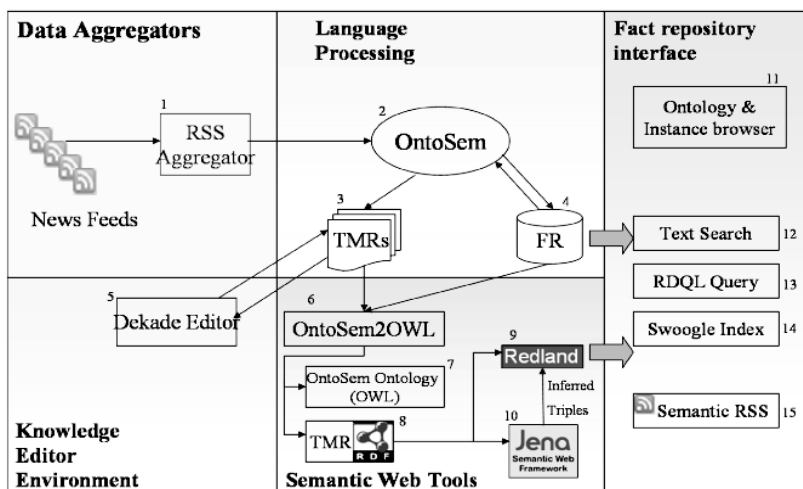 Data Aggregators
Language
Processing
Fact repository
interface
1
RSS
Aggregator
News Feeds
2
OntoSem
3
TMRs
4
FR
5
Dekade Editor
6
OntoSem2OWL
7
OntoSem Ontology
(OWL)
8
TMR
RDF
9
Redland
Inferred
Triples
10
Jena
Semantic Web
Framework
Knowledge
Editor
Environment
Semantic Web Tools
11
Ontology &
Instance browser
Text Search
12
RDQL Query
13
Swoogle Index
14
Semantic RSS
15